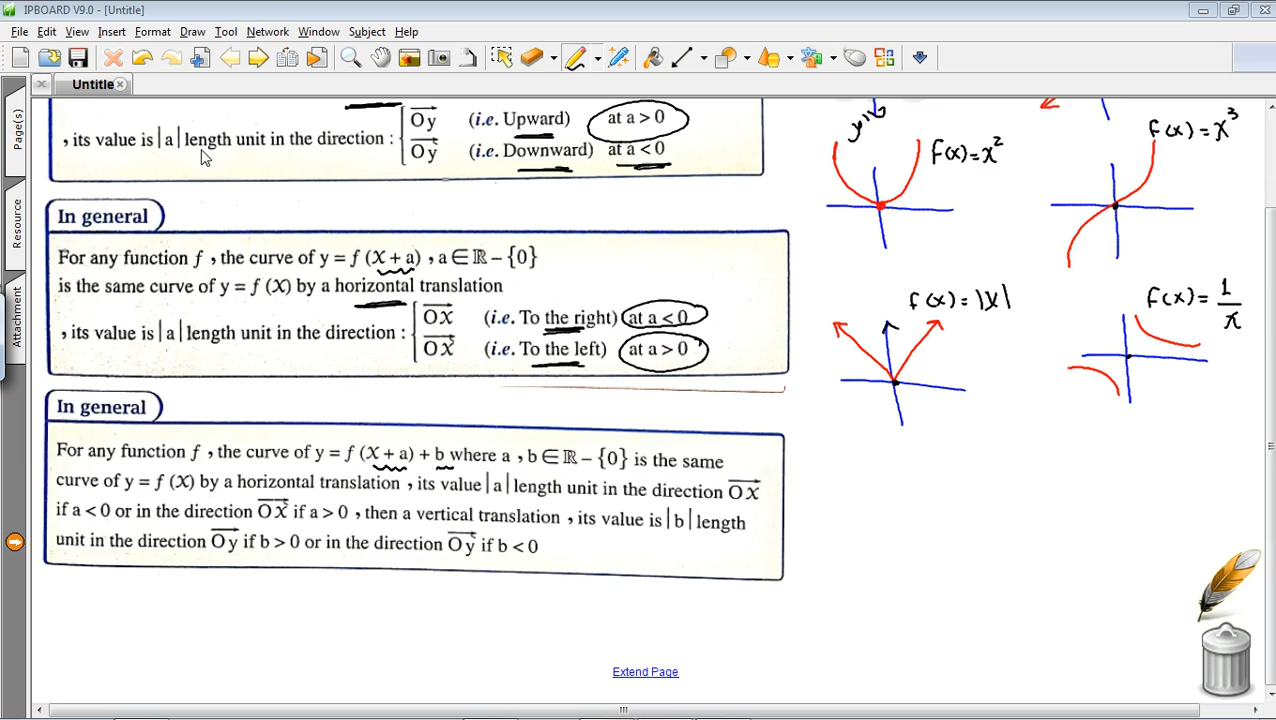 IPBOARD V9.0 - [Untitle]
File Edit View Insert Format Draw Tool Network Window Subject Help
Untitle
Page(s)
Resource
Attachment
, its value is |a| length unit in the direction :
Oy (i.e. Upward) at a > 0
Oy (i.e. Downward) at a < 0
In general
For any function f , the curve of y = f (X + a) , a ∈ ℝ – {0}
is the same curve of y = f (X) by a horizontal translation
, its value is |a| length unit in the direction :
OX (i.e. To the right) at a < 0
OX (i.e. To the left) at a > 0
In general
For any function f , the curve of y = f (X + a) + b where a , b ∈ ℝ – {0} is the same
curve of y = f (X) by a horizontal translation , its value |a| length unit in the direction OX
if a < 0 or in the direction OX if a > 0 , then a vertical translation , its value is |b| length
unit in the direction Oy if b > 0 or in the direction Oy if b < 0
f(x) = x²
f(x) = x³
f(x) = |x|
f(x) = 1/x
Extend Page